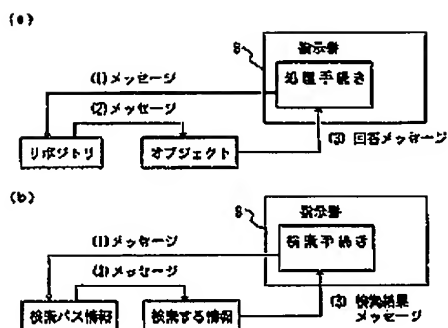 (a)
指示書
処理手続き
(1)メッセージ
(2)メッセージ
リポジトリ
オブジェクト
(3) 回答メッセージ
(b)
指示書
検索手続き
(1)メッセージ
(2)メッセージ
検索パス情報
検索する情報
(3) 検索結果
メッセージ